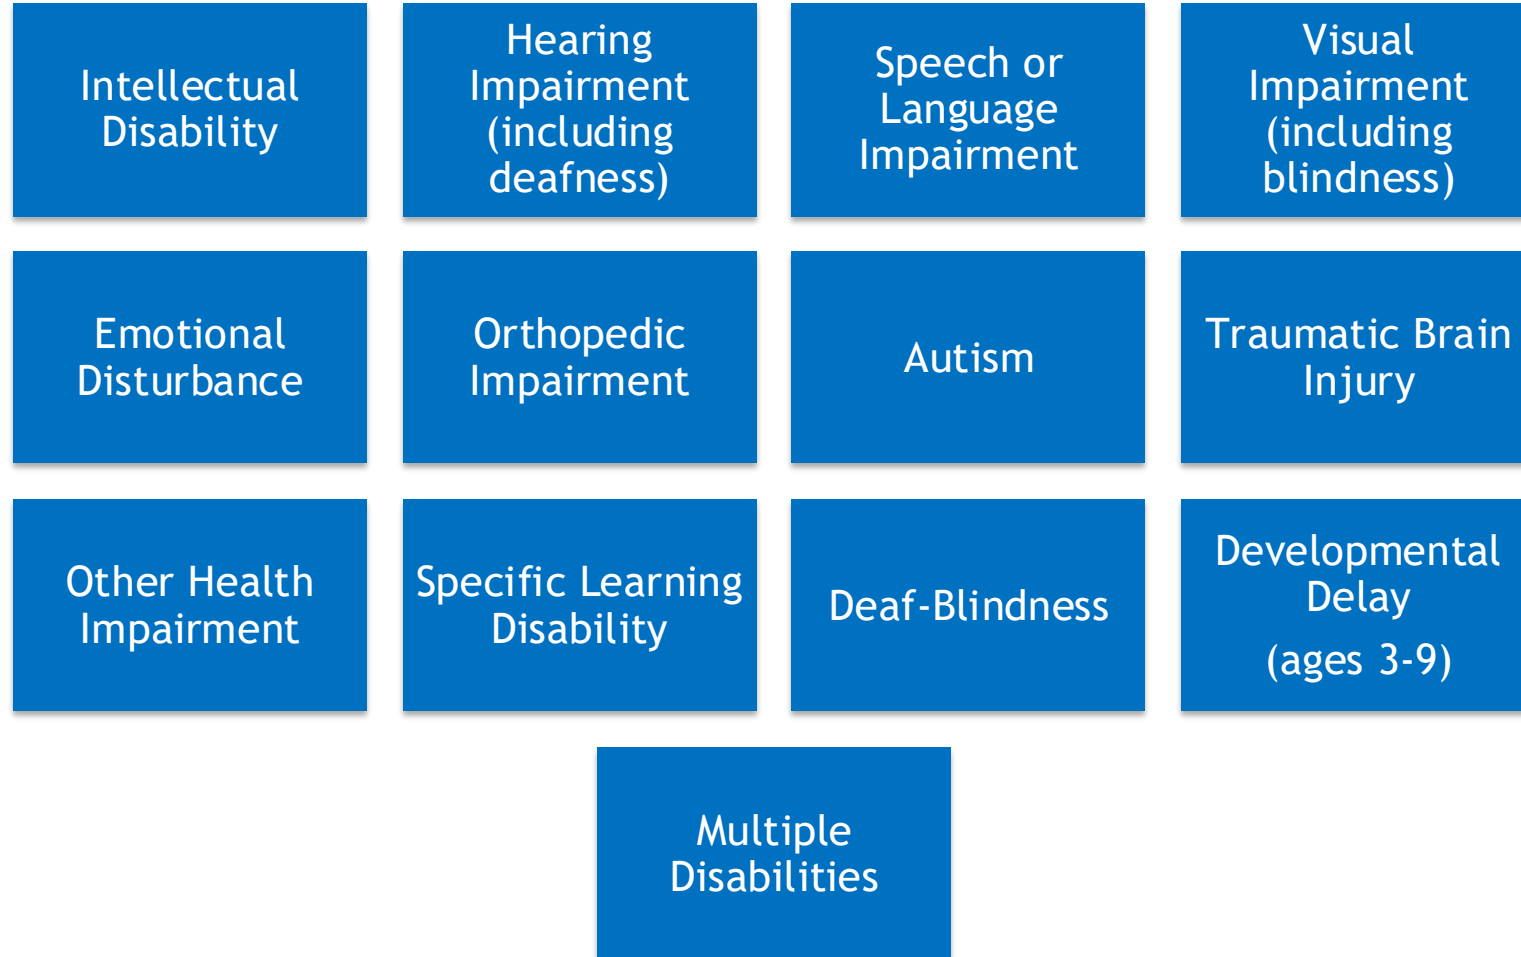 Intellectual
Disability
Hearing
Impairment
(including
deafness)
Speech or
Language
Impairment
Visual
Impairment
(including
blindness)
Emotional
Disturbance
Orthopedic
Impairment
Autism
Traumatic Brain
Injury
Other Health
Impairment
Specific Learning
Disability
Deaf-Blindness
Developmental
Delay
(ages 3-9)
Multiple
Disabilities